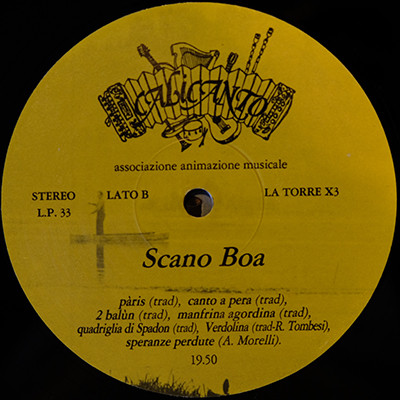 CALICANTO
associazione animazione musicale
STEREO LATO B LA TORRE X3
L.P. 33
Scano Boa
pàris (trad), canto a pera (trad),
2 balùn (trad), manfrina agordina (trad),
quadriglia di Spadon (trad), Verdolina (trad-R. Tombesi),
speranze perdute (A. Morelli).
19.50